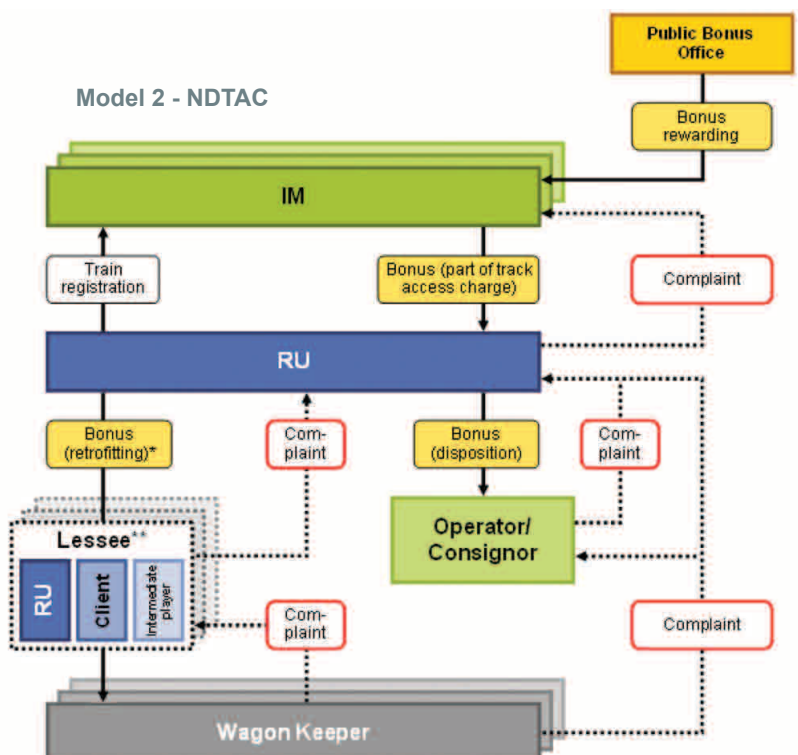 Public Bonus
Office
Model 2 - NDTAC
Bonus
rewarding
IM
Train
registration
Bonus (part of track
access charge)
Complaint
RU
Bonus
(retrofitting)*
Com-
plaint
Bonus
(disposition)
Com-
plaint
Lessee**
RU
Client
Intermediate
player
Operator/
Consignor
Com-
plaint
Complaint
Wagon Keeper